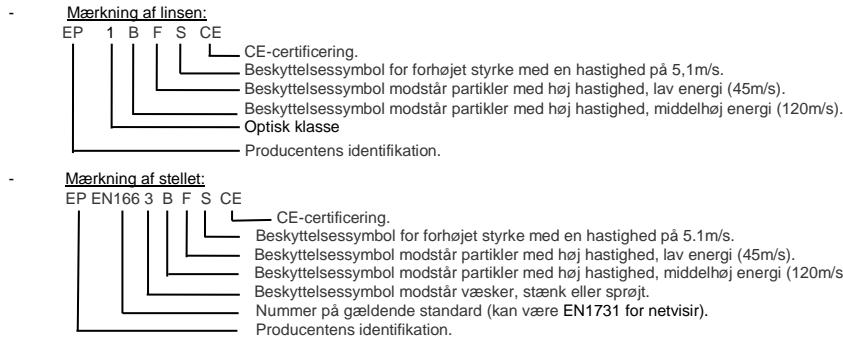 - Mærkning af linsen:
EP 1 B F S CE
CE-certificering.
Beskyttelsessymbol for forhøjet styrke med en hastighed på 5,1m/s.
Beskyttelsessymbol modstår partikler med høj hastighed, lav energi (45m/s).
Beskyttelsessymbol modstår partikler med høj hastighed, middelhøj energi (120m/s).
Optisk klasse
Producentens identifikation.
- Mærkning af stellet:
EP EN166 3 B F S CE
CE-certificering.
Beskyttelsessymbol for forhøjet styrke med en hastighed på 5.1m/s.
Beskyttelsessymbol modstår partikler med høj hastighed, lav energi (45m/s).
Beskyttelsessymbol modstår partikler med høj hastighed, middelhøj energi (120m/s
Beskyttelsessymbol modstår væsker, stænk eller sprøjt.
Nummer på gældende standard (kan være EN1731 for netvisir).
Producentens identifikation.